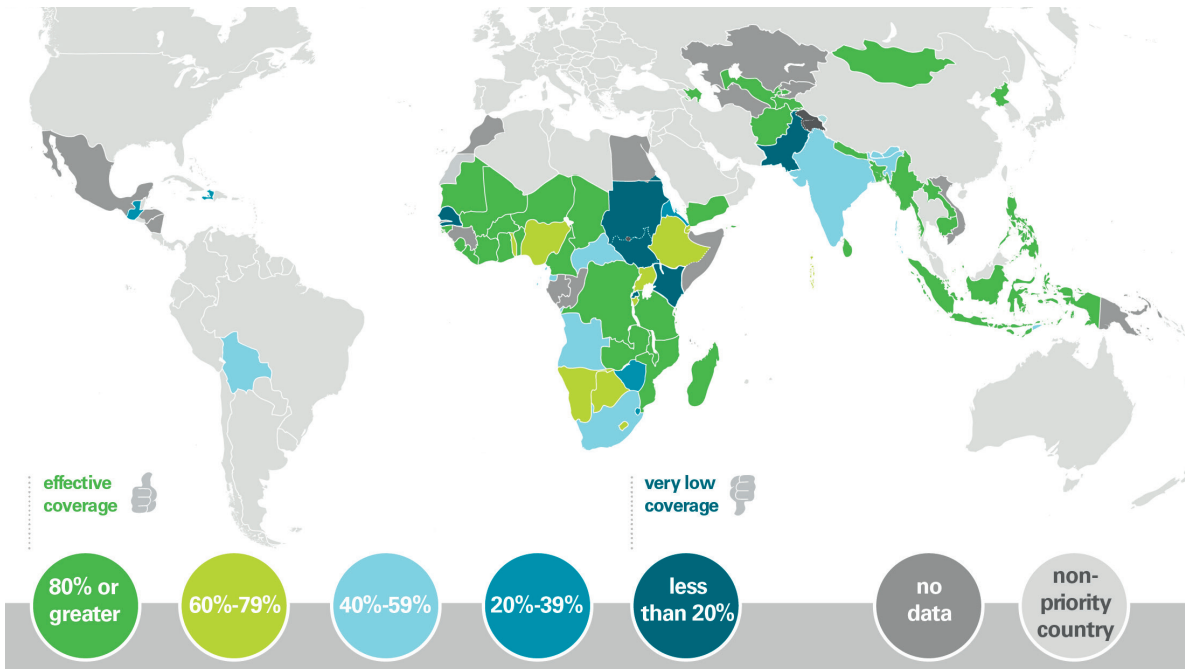 effective
coverage
very low
coverage
80% or
greater
60%-79%
40%-59%
20%-39%
less
than 20%
no
data
non-
priority
country